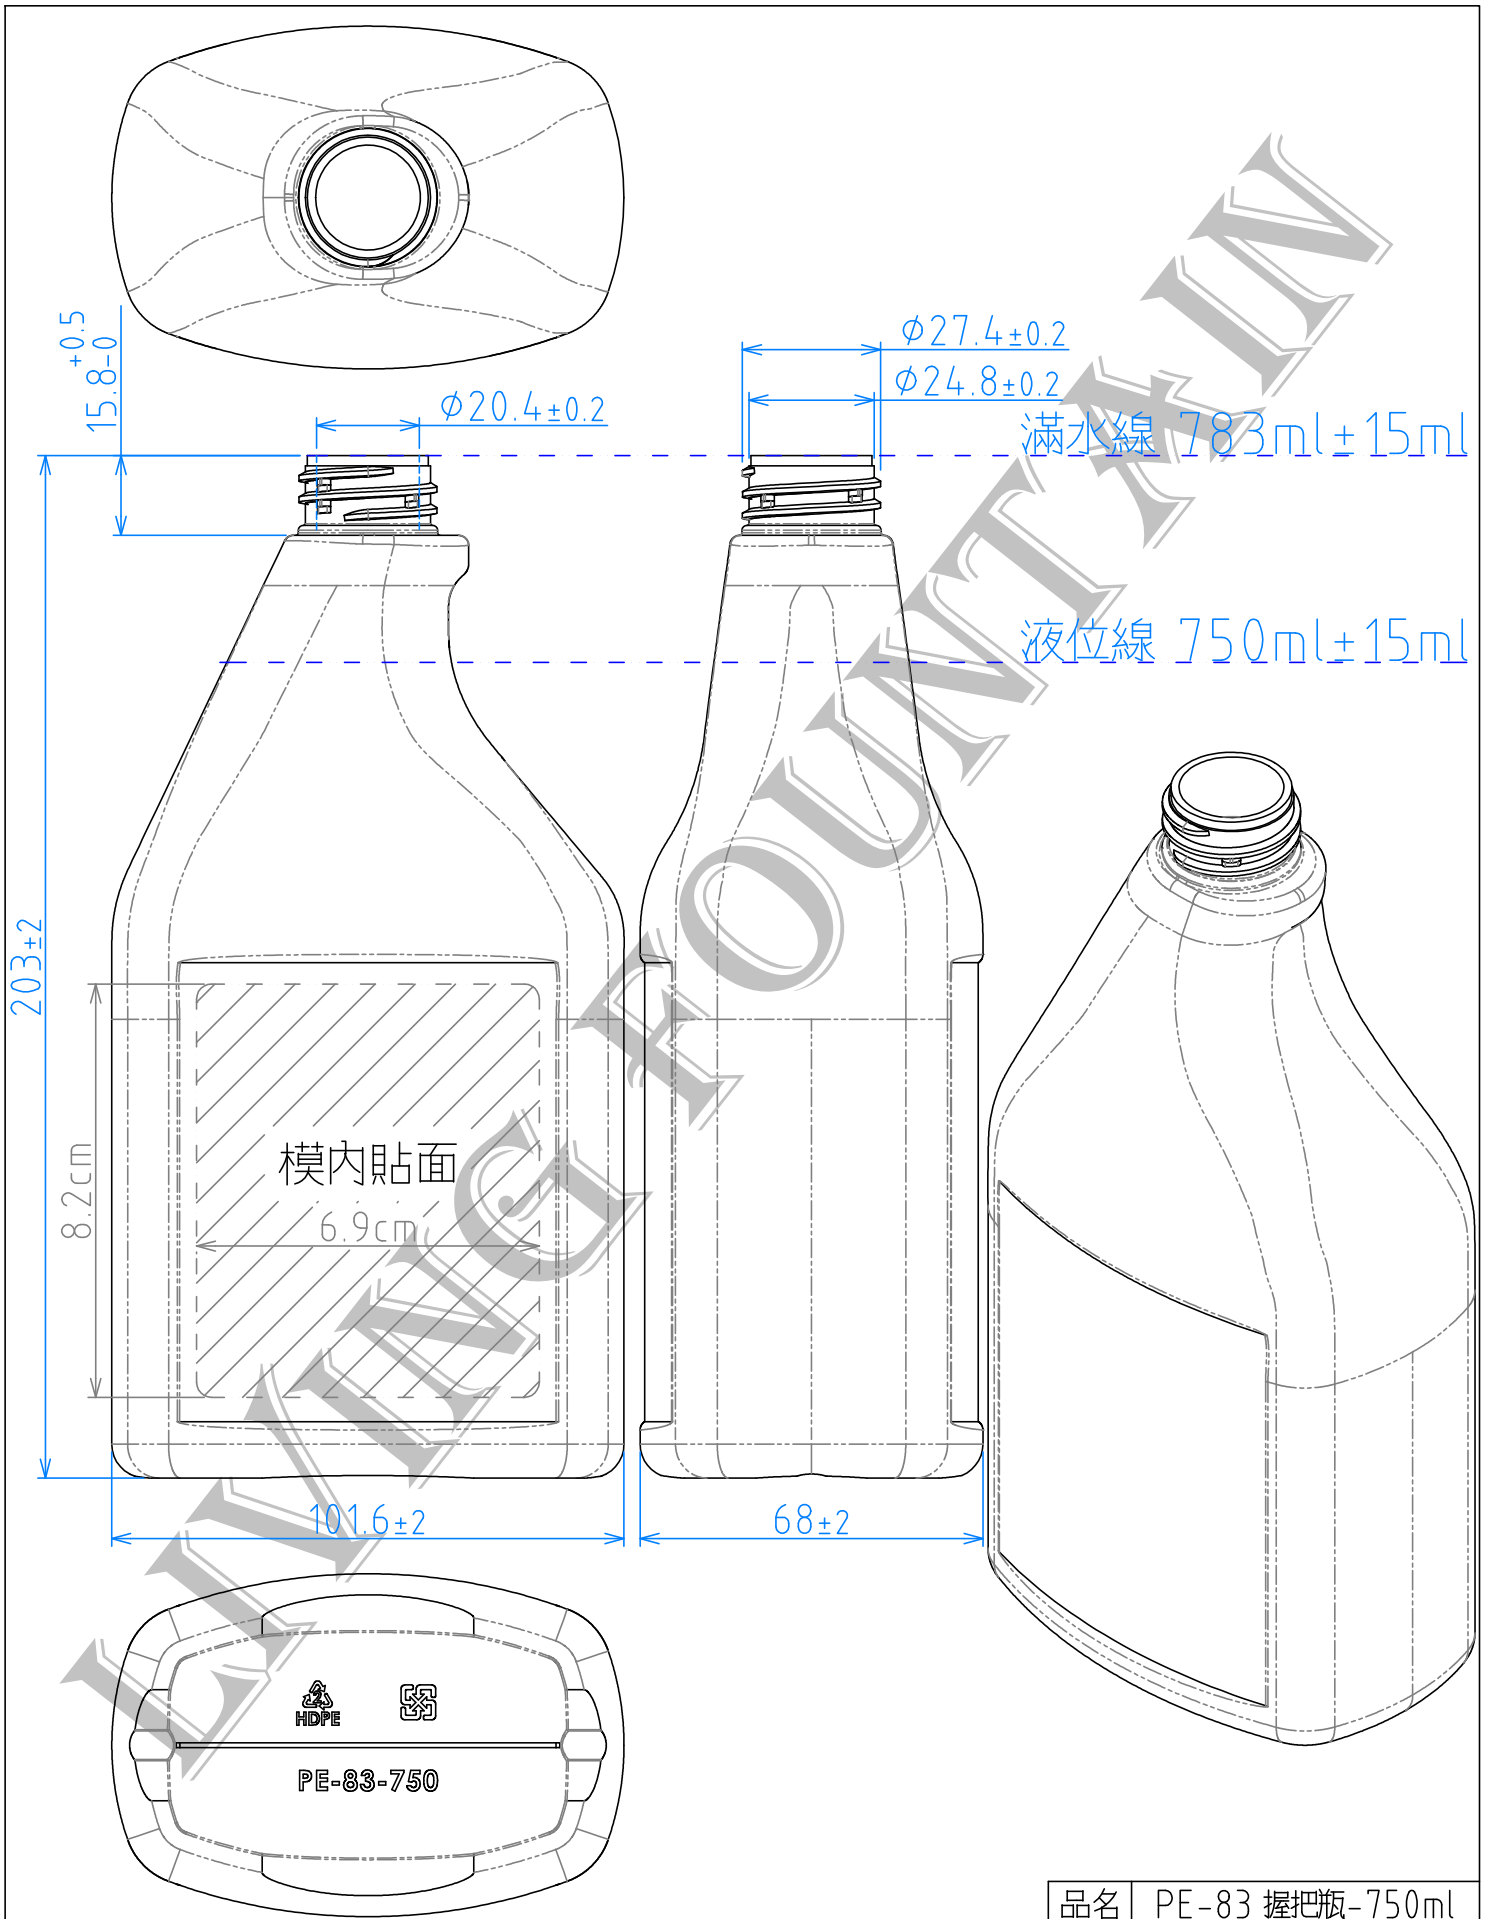 +0.5
15.8-0
φ20.4±0.2
φ27.4±0.2
φ24.8±0.2
滿水線 783ml±15ml
液位線 750ml±15ml
203±2
8.2cm
模內貼面
6.9cm
101.6±2
68±2
LIVING FOUNTAIN
2
HDPE
PE-83-750
品名 PE-83 握把瓶-750ml